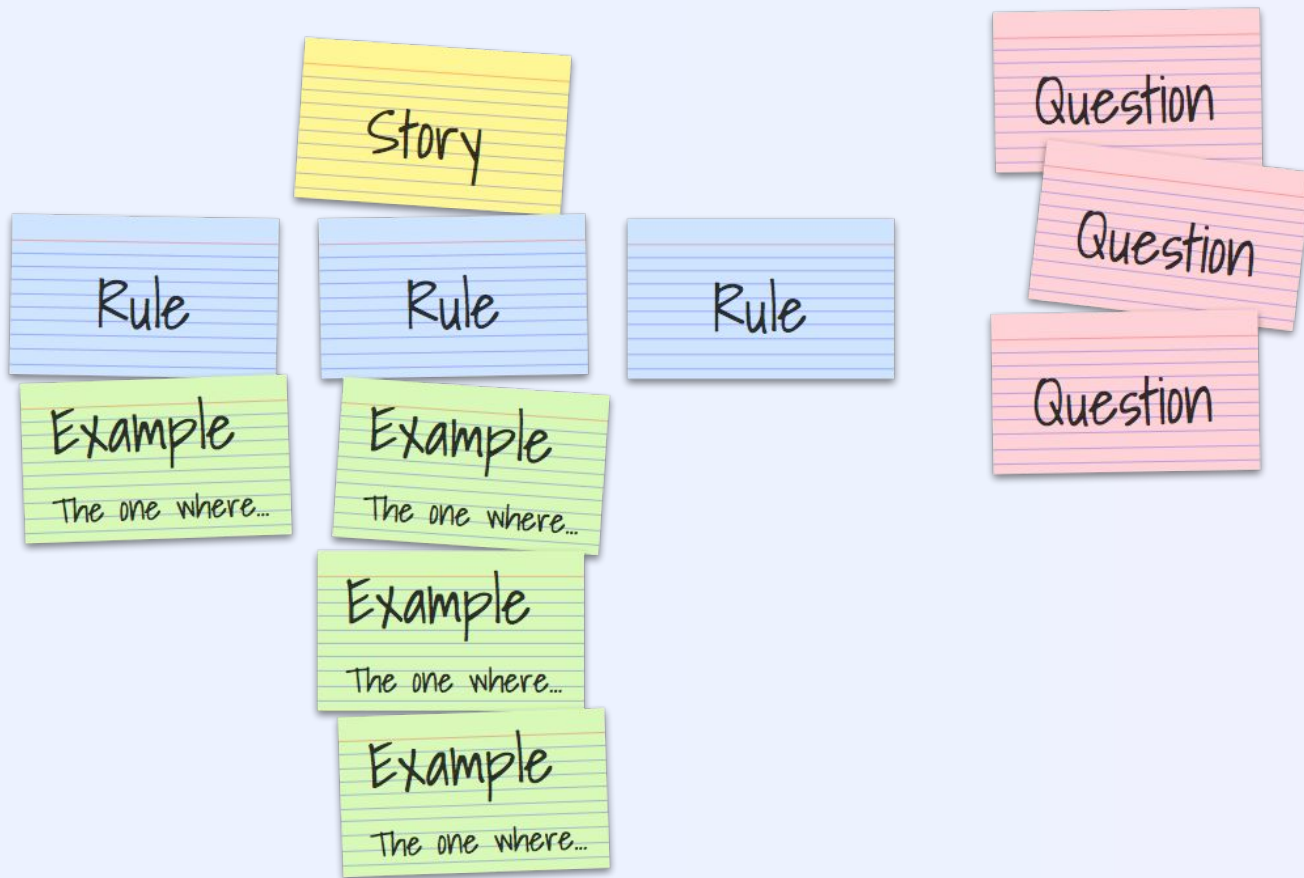 Story
Rule
Rule
Rule
Example
The one where...
Example
The one where...
Example
The one where...
Example
The one where...
Question
Question
Question